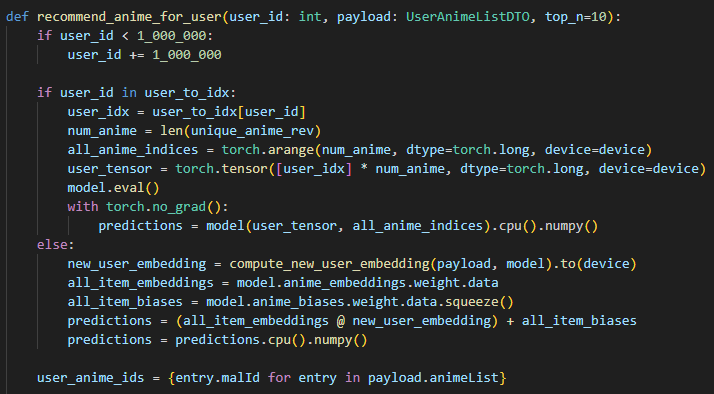 def recommend_anime_for_user(user_id: int, payload: UserAnimeListDTO, top_n=10):
    if user_id < 1_000_000:
        user_id += 1_000_000

    if user_id in user_to_idx:
        user_idx = user_to_idx[user_id]
        num_anime = len(unique_anime_rev)
        all_anime_indices = torch.arange(num_anime, dtype=torch.long, device=device)
        user_tensor = torch.tensor([user_idx] * num_anime, dtype=torch.long, device=device)
        model.eval()
        with torch.no_grad():
            predictions = model(user_tensor, all_anime_indices).cpu().numpy()
    else:
        new_user_embedding = compute_new_user_embedding(payload, model).to(device)
        all_item_embeddings = model.anime_embeddings.weight.data
        all_item_biases = model.anime_biases.weight.data.squeeze()
        predictions = (all_item_embeddings @ new_user_embedding) + all_item_biases
        predictions = predictions.cpu().numpy()

    user_anime_ids = {entry.malId for entry in payload.animeList}